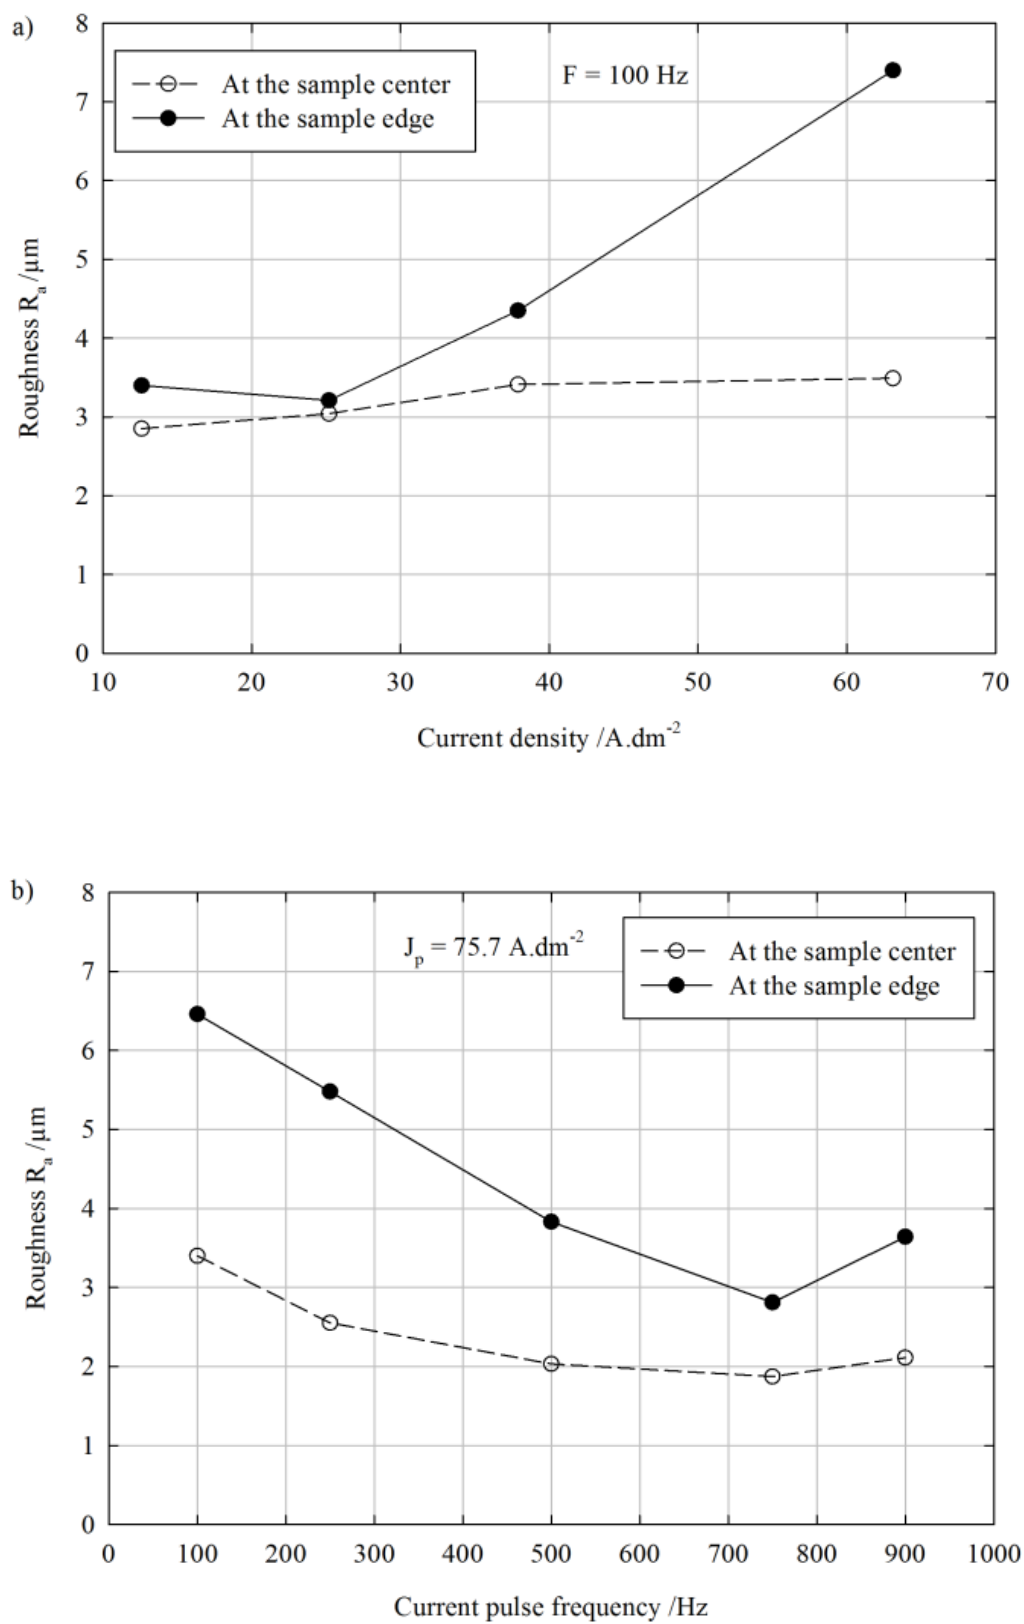 a)
8
7
6
5
4
3
2
1
0
Roughness Rₐ /µm
At the sample center
At the sample edge
F = 100 Hz
10 20 30 40 50 60 70
Current density /A.dm⁻²
b)
8
7
6
5
4
3
2
1
0
Roughness Rₐ /µm
Jₚ = 75.7 A.dm⁻²
At the sample center
At the sample edge
0 100 200 300 400 500 600 700 800 900 1000
Current pulse frequency /Hz